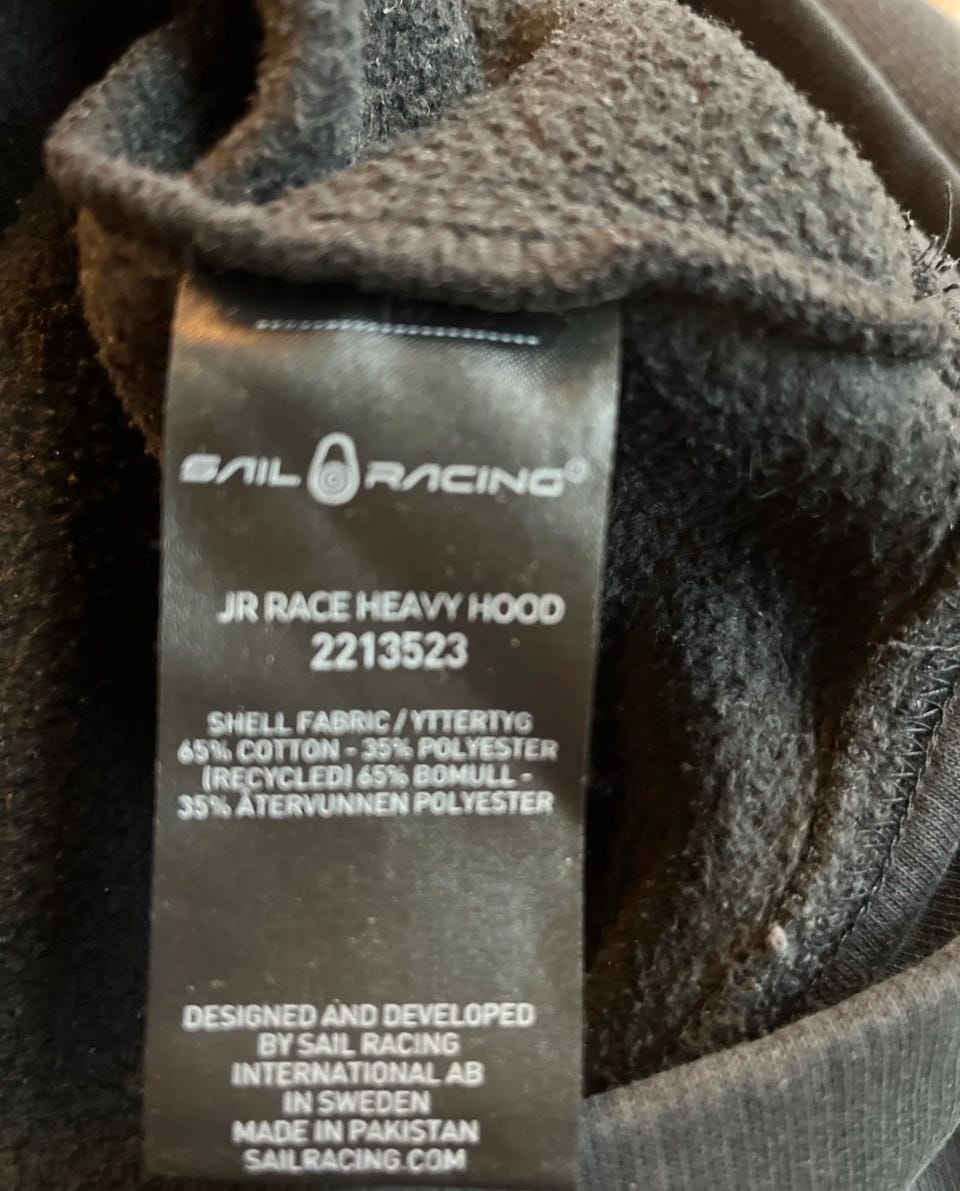 SAIL RACING®
JR RACE HEAVY HOOD
2213523
SHELL FABRIC / YTTERTYG
65% COTTON - 35% POLYESTER
(RECYCLED) 65% BOMULL -
35% ÅTERVUNNEN POLYESTER
DESIGNED AND DEVELOPED
BY SAIL RACING
INTERNATIONAL AB
IN SWEDEN
MADE IN PAKISTAN
SAILRACING.COM